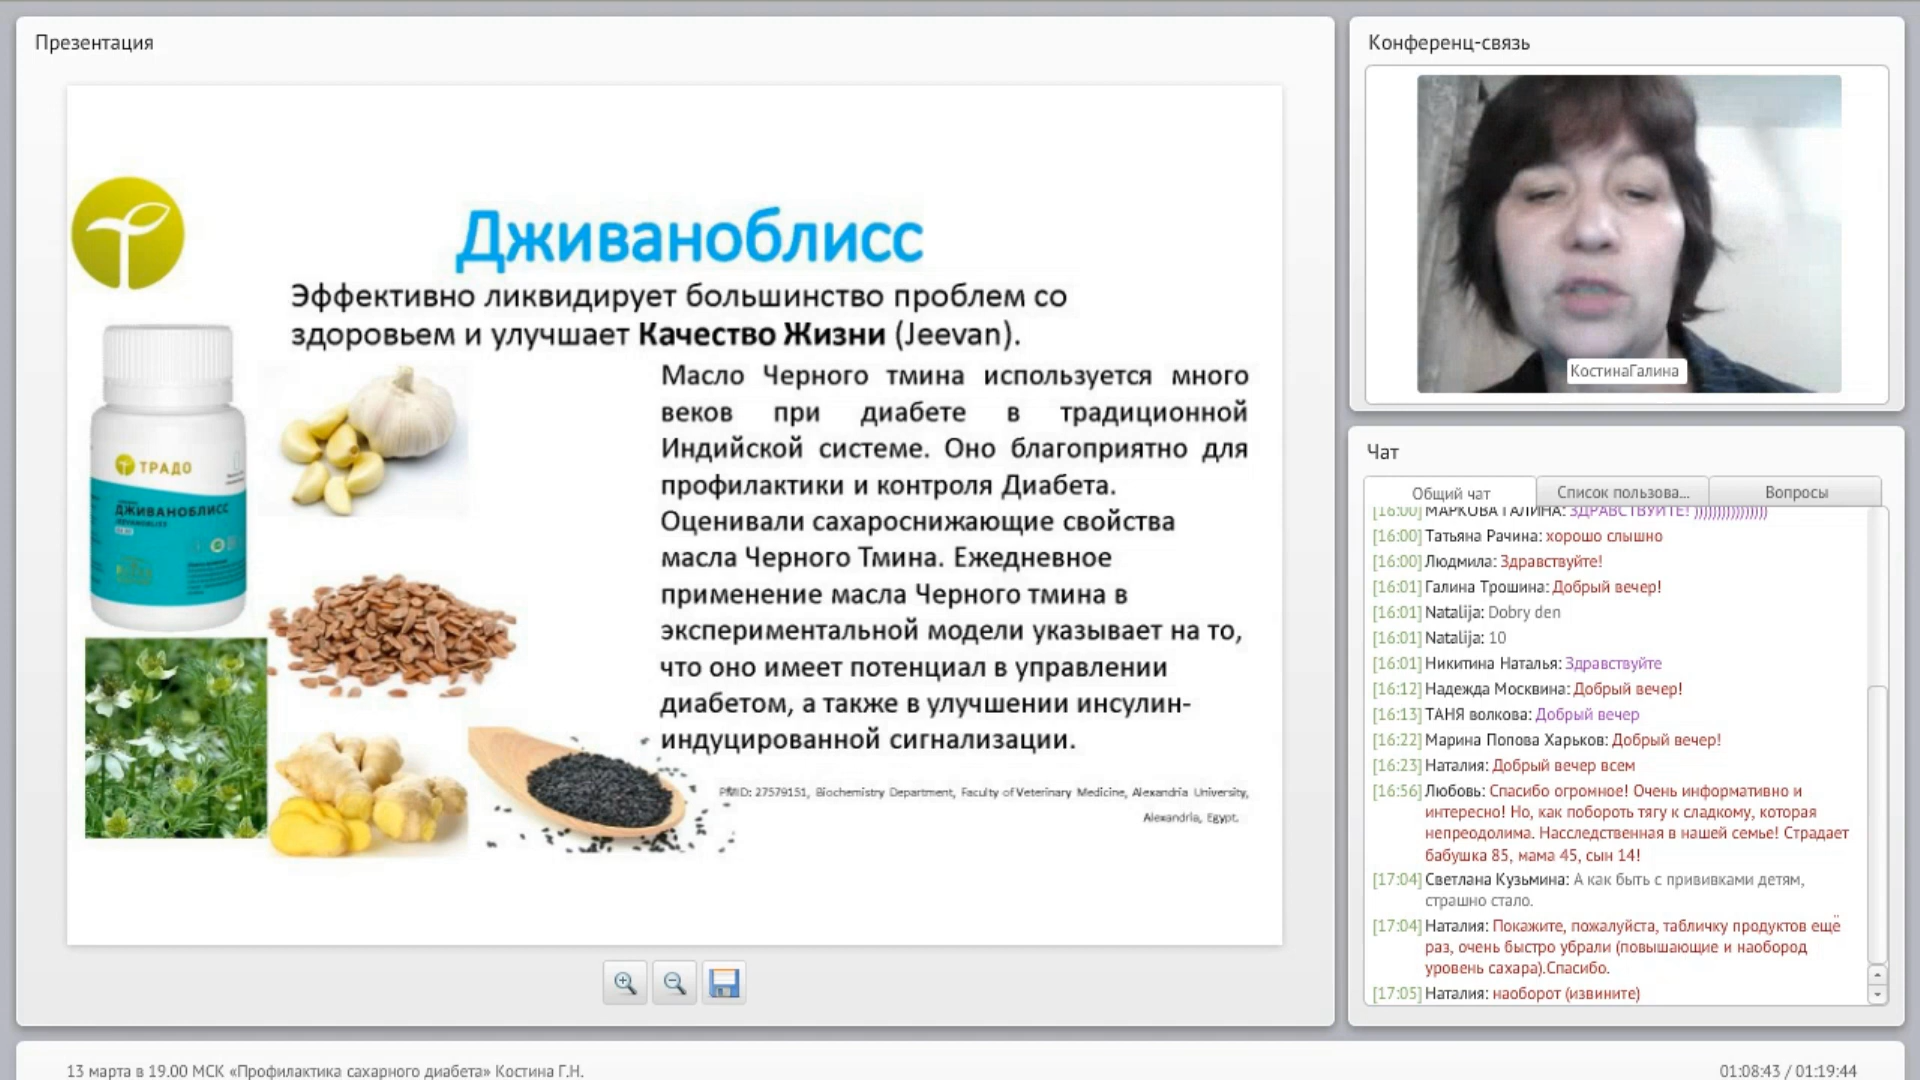 Презентация
Дживаноблисс
Эффективно ликвидирует большинство проблем со
здоровьем и улучшает Качество Жизни (Jeevan).
Масло Черного тмина используется много
веков при диабете в традиционной
Индийской системе. Оно благоприятно для
профилактики и контроля Диабета.
Оценивали сахароснижающие свойства
масла Черного Тмина. Ежедневное
применение масла Черного тмина в
экспериментальной модели указывает на то,
что оно имеет потенциал в управлении
диабетом, а также в улучшении инсулин-
индуцированной сигнализации.
PMID: 27579151, Biochemistry Department, Faculty of Veterinary Medicine, Alexandria University,
Alexandria, Egypt.
ТРАДО
ДЖИВАНОБЛИСС
Конференц-связь
КостинаГалина
Чат
Общий чат
Список пользова...
Вопросы
[16:00] МАРКОВА ГАЛИНА: ЗДРАВСТВУЙТЕ! ))))))))))))))))
[16:00] Татьяна Рачина: хорошо слышно
[16:00] Людмила: Здравствуйте!
[16:01] Галина Трошина: Добрый вечер!
[16:01] Natalija: Dobry den
[16:01] Natalija: 10
[16:01] Никитина Наталья: Здравствуйте
[16:12] Надежда Москвина: Добрый вечер!
[16:13] ТАНЯ волкова: Добрый вечер
[16:22] Марина Попова Харьков: Добрый вечер!
[16:23] Наталия: Добрый вечер всем
[16:56] Любовь: Спасибо огромное! Очень информативно и
интересно! Но, как побороть тягу к сладкому, которая
непреодолима. Насследственная в нашей семье! Страдает
бабушка 85, мама 45, сын 14!
[17:04] Светлана Кузьмина: А как быть с прививками детям,
страшно стало.
[17:04] Наталия: Покажите, пожалуйста, табличку продуктов ещё
раз, очень быстро убрали (повышающие и наобород
уровень сахара).Спасибо.
[17:05] Наталия: наоборот (извините)
13 марта в 19.00 МСК «Профилактика сахарного диабета» Костина Г.Н.
01:08:43 / 01:19:44